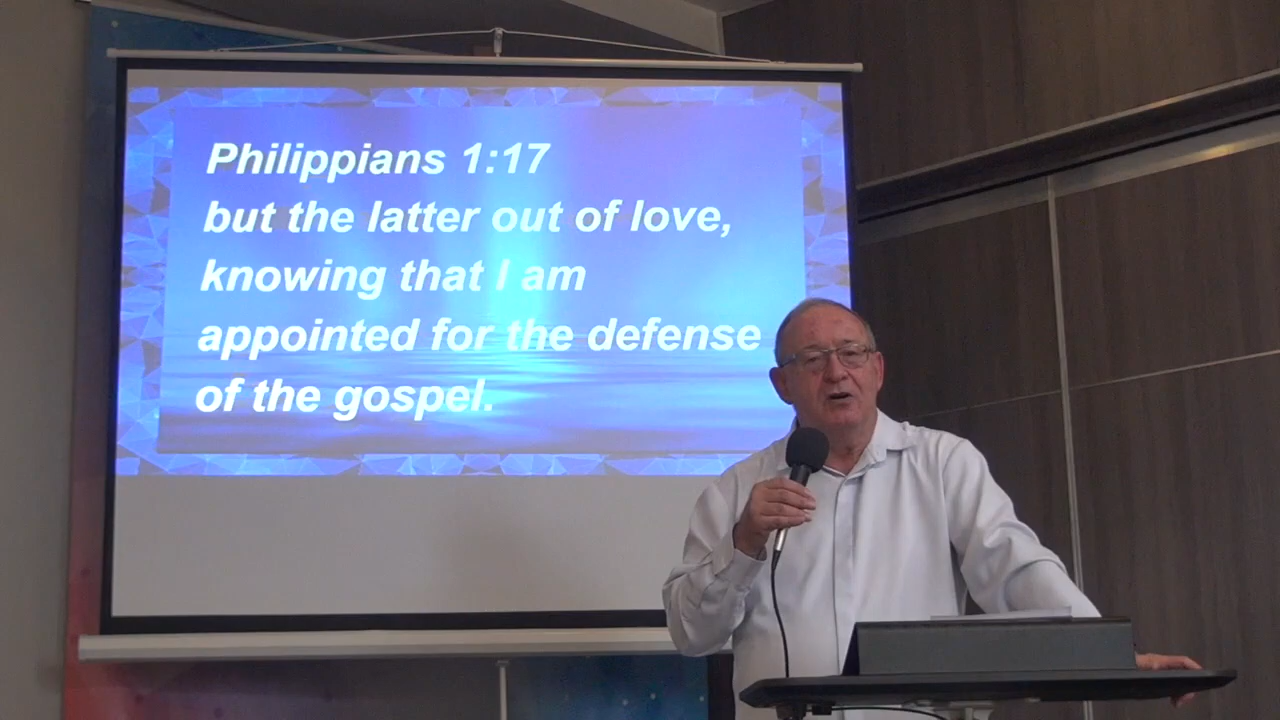 Philippians 1:17
but the latter out of love,
knowing that I am
appointed for the defense
of the gospel.